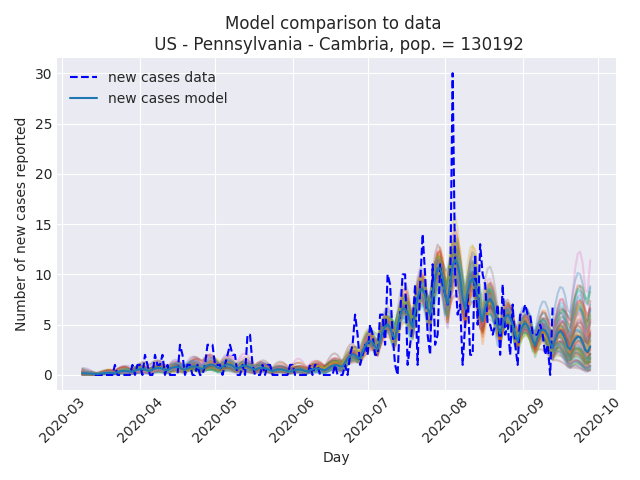 Model comparison to data
US - Pennsylvania - Cambria, pop. = 130192
new cases data
new cases model
Number of new cases reported
30
25
20
15
10
5
0
2020-03
2020-04
2020-05
2020-06
2020-07
2020-08
2020-09
2020-10
Day